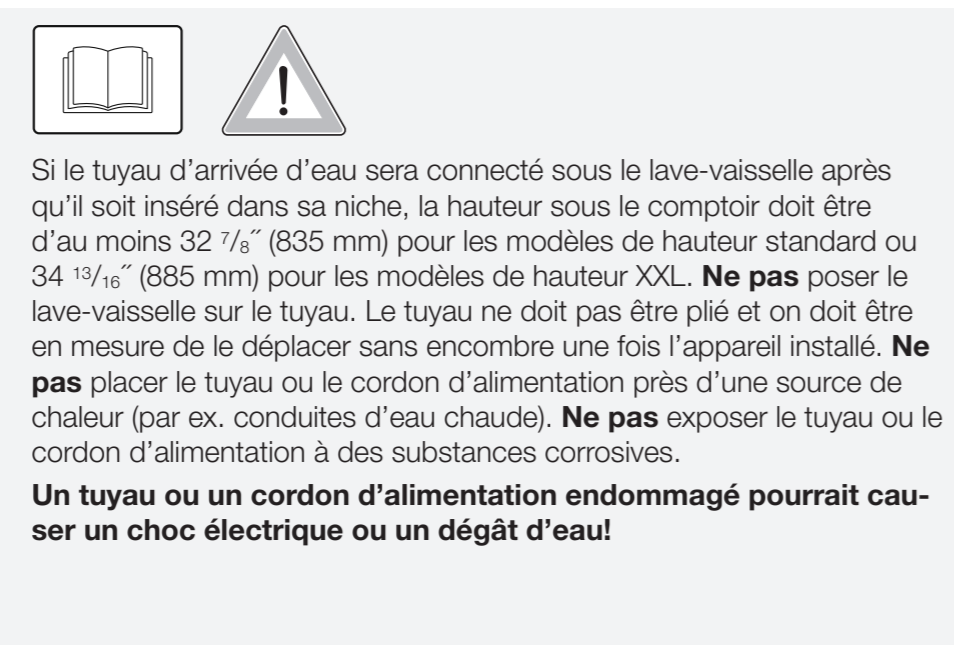 Si le tuyau d’arrivée d’eau sera connecté sous le lave-vaisselle après
qu’il soit inséré dans sa niche, la hauteur sous le comptoir doit être
d’au moins 32 7/8˝ (835 mm) pour les modèles de hauteur standard ou
34 13/16˝ (885 mm) pour les modèles de hauteur XXL. Ne pas poser le
lave-vaisselle sur le tuyau. Le tuyau ne doit pas être plié et on doit être
en mesure de le déplacer sans encombre une fois l’appareil installé. Ne
pas placer le tuyau ou le cordon d’alimentation près d’une source de
chaleur (par ex. conduites d’eau chaude). Ne pas exposer le tuyau ou le
cordon d’alimentation à des substances corrosives.
Un tuyau ou un cordon d’alimentation endommagé pourrait cau-
ser un choc électrique ou un dégât d’eau!